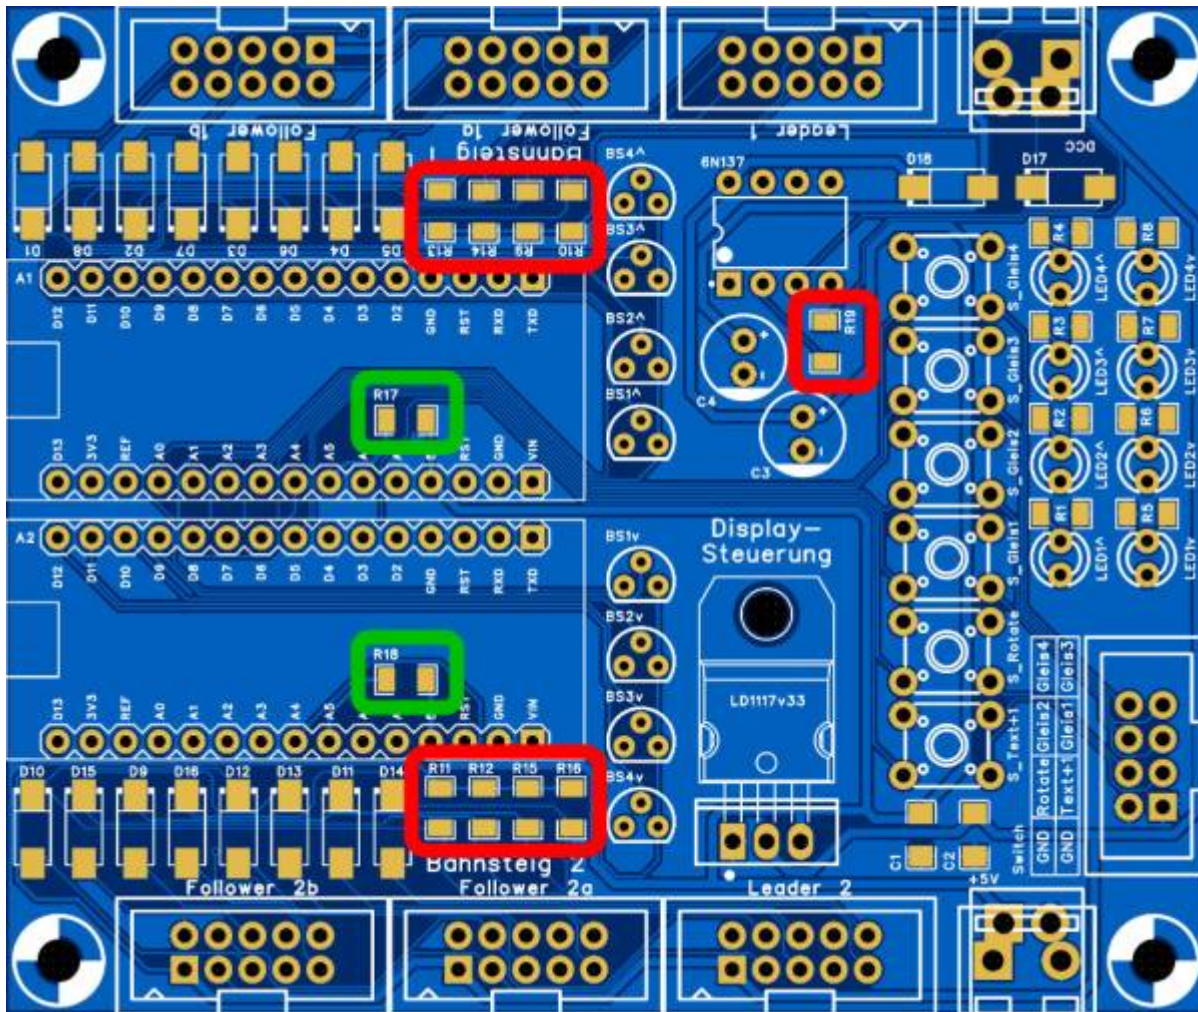 Follower 1b
Follower 1a
Leader 1
DCC
Bahnsteig 1
BS4^
6N137
D18
D17
D1
D8
D2
D7
D3
D6
D4
D5
R13
R14
R9
R10
BS3^
R4
R8
LED4^
LED4v
S_Gleis4
A1
D12
D11
D10
D9
D8
D7
D6
D5
D4
D3
D2
GND
RST
RXD
TXD
BS2^
R19
R3
R7
LED3^
LED3v
S_Gleis3
R17
BS1^
C4
+
-
R2
R6
LED2^
LED2v
S_Gleis2
C3
+
-
D13
3V3
REF
A0
A1
A2
A3
A4
A5
RST
GND
VIN
R1
R5
LED1^
LED1v
S_Gleis1
A2
D12
D11
D10
D9
D8
D7
D6
D5
D4
D3
D2
GND
RST
RXD
TXD
BS1v
Display-
Steuerung
BS2v
R18
S_Rotate
LD1117v33
BS3v
D13
3V3
REF
A0
A1
A2
A3
A4
A5
RST
GND
VIN
S_Text+1
Switch
GND Rotate Gleis2 Gleis4
GND Text+1 Gleis1 Gleis3
D10
D15
D9
D16
D12
D13
D11
D14
R11
R12
R15
R16
BS4v
C1
C2
+5V
Bahnsteig 2
Follower 2b
Follower 2a
Leader 2